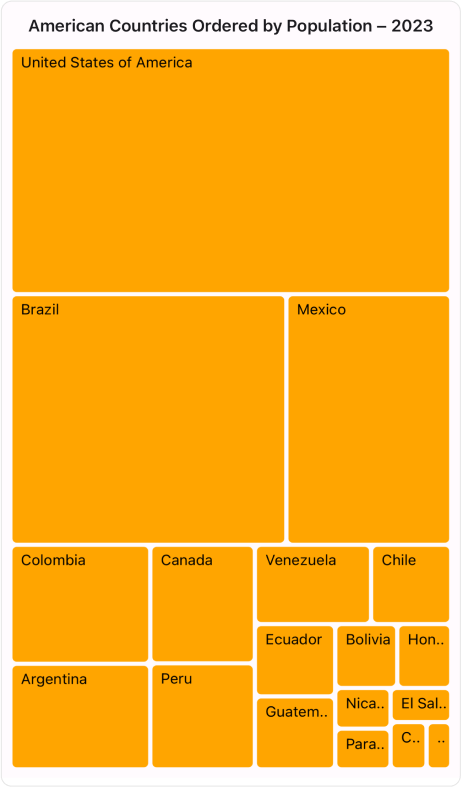 American Countries Ordered by Population – 2023
United States of America
Brazil
Mexico
Colombia
Canada
Venezuela
Chile
Argentina
Peru
Ecuador
Bolivia
Hon..
Guatem..
Nica..
El Sal..
Para..
C..
..